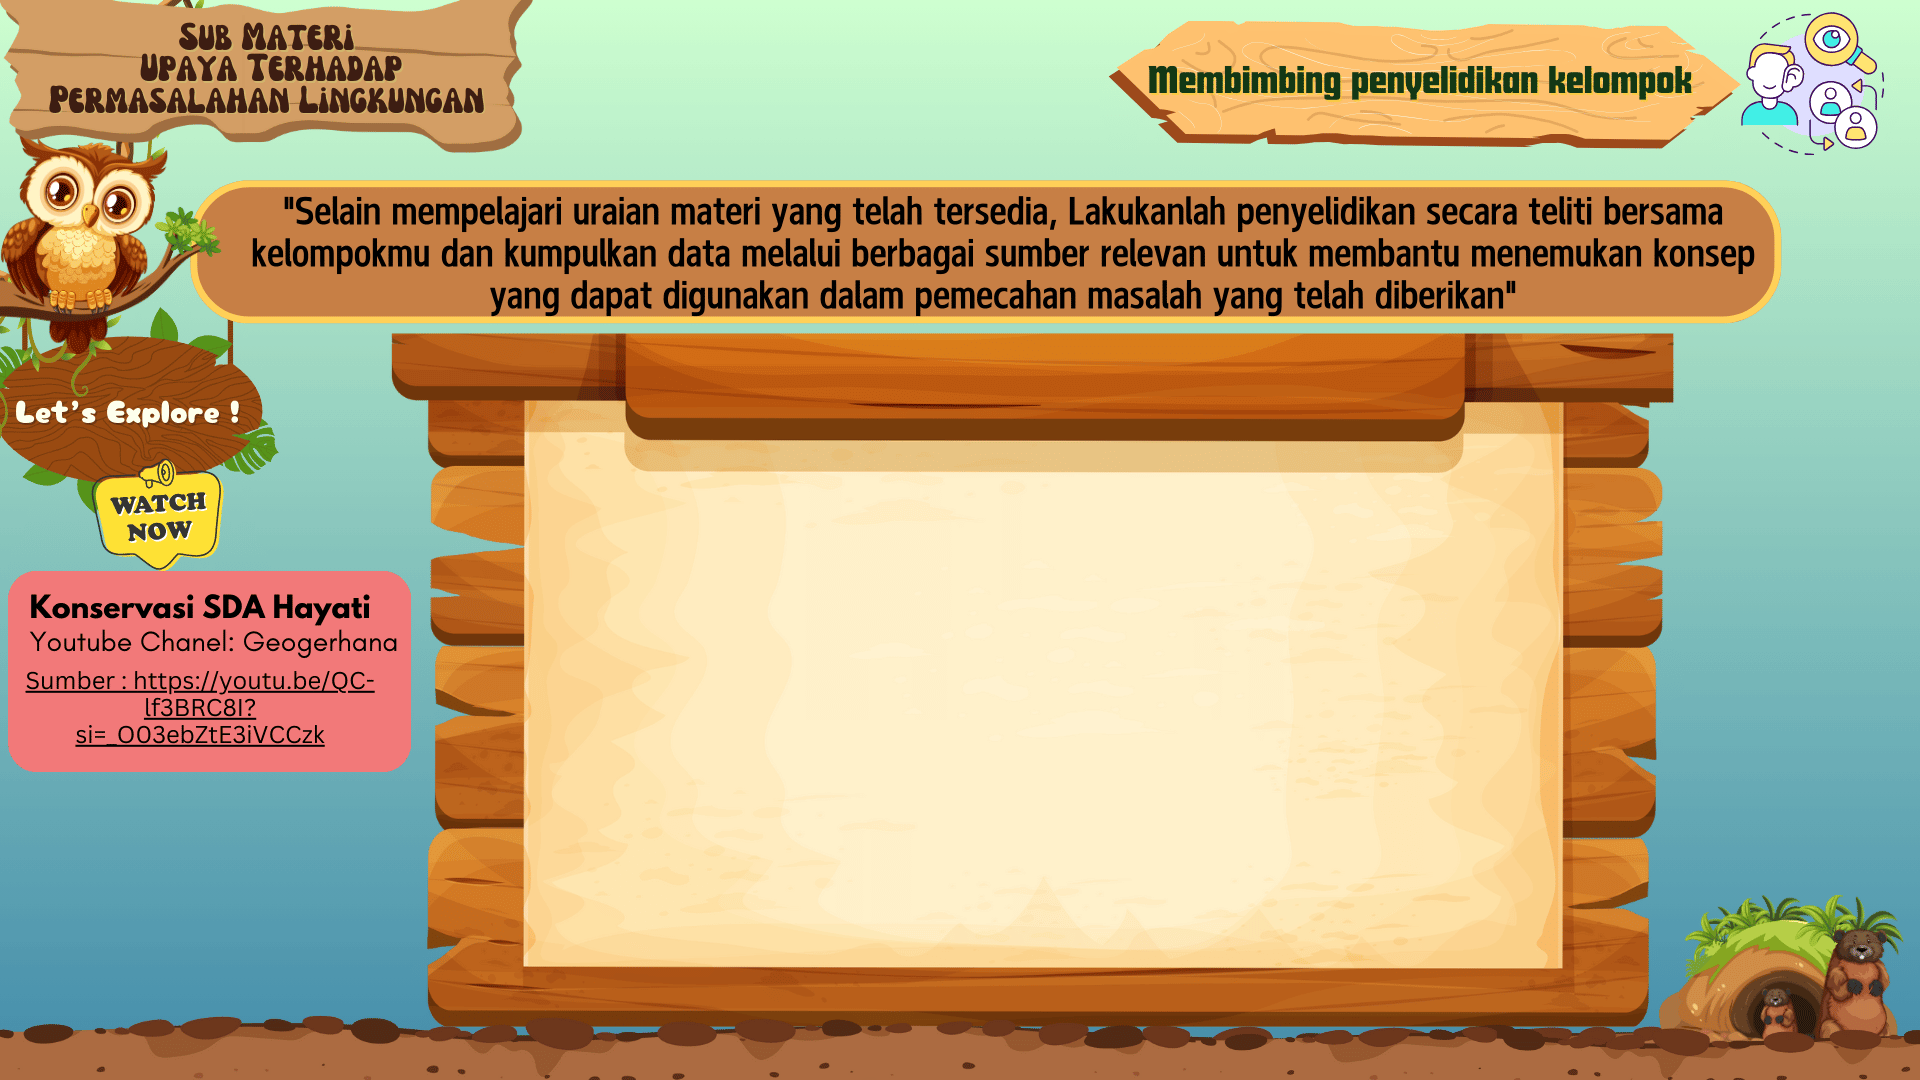 Sub Materi
Upaya Terhadap
Permasalahan Lingkungan
Membimbing penyelidikan kelompok
"Selain mempelajari uraian materi yang telah tersedia, Lakukanlah penyelidikan secara teliti bersama
kelompokmu dan kumpulkan data melalui berbagai sumber relevan untuk membantu menemukan konsep
yang dapat digunakan dalam pemecahan masalah yang telah diberikan"
Let's Explore !
WATCH
NOW
Konservasi SDA Hayati
Youtube Chanel: Geogerhana
Sumber : https://youtu.be/QC-
lf3BRC8I?
si=_O03ebZtE3iVCCzk